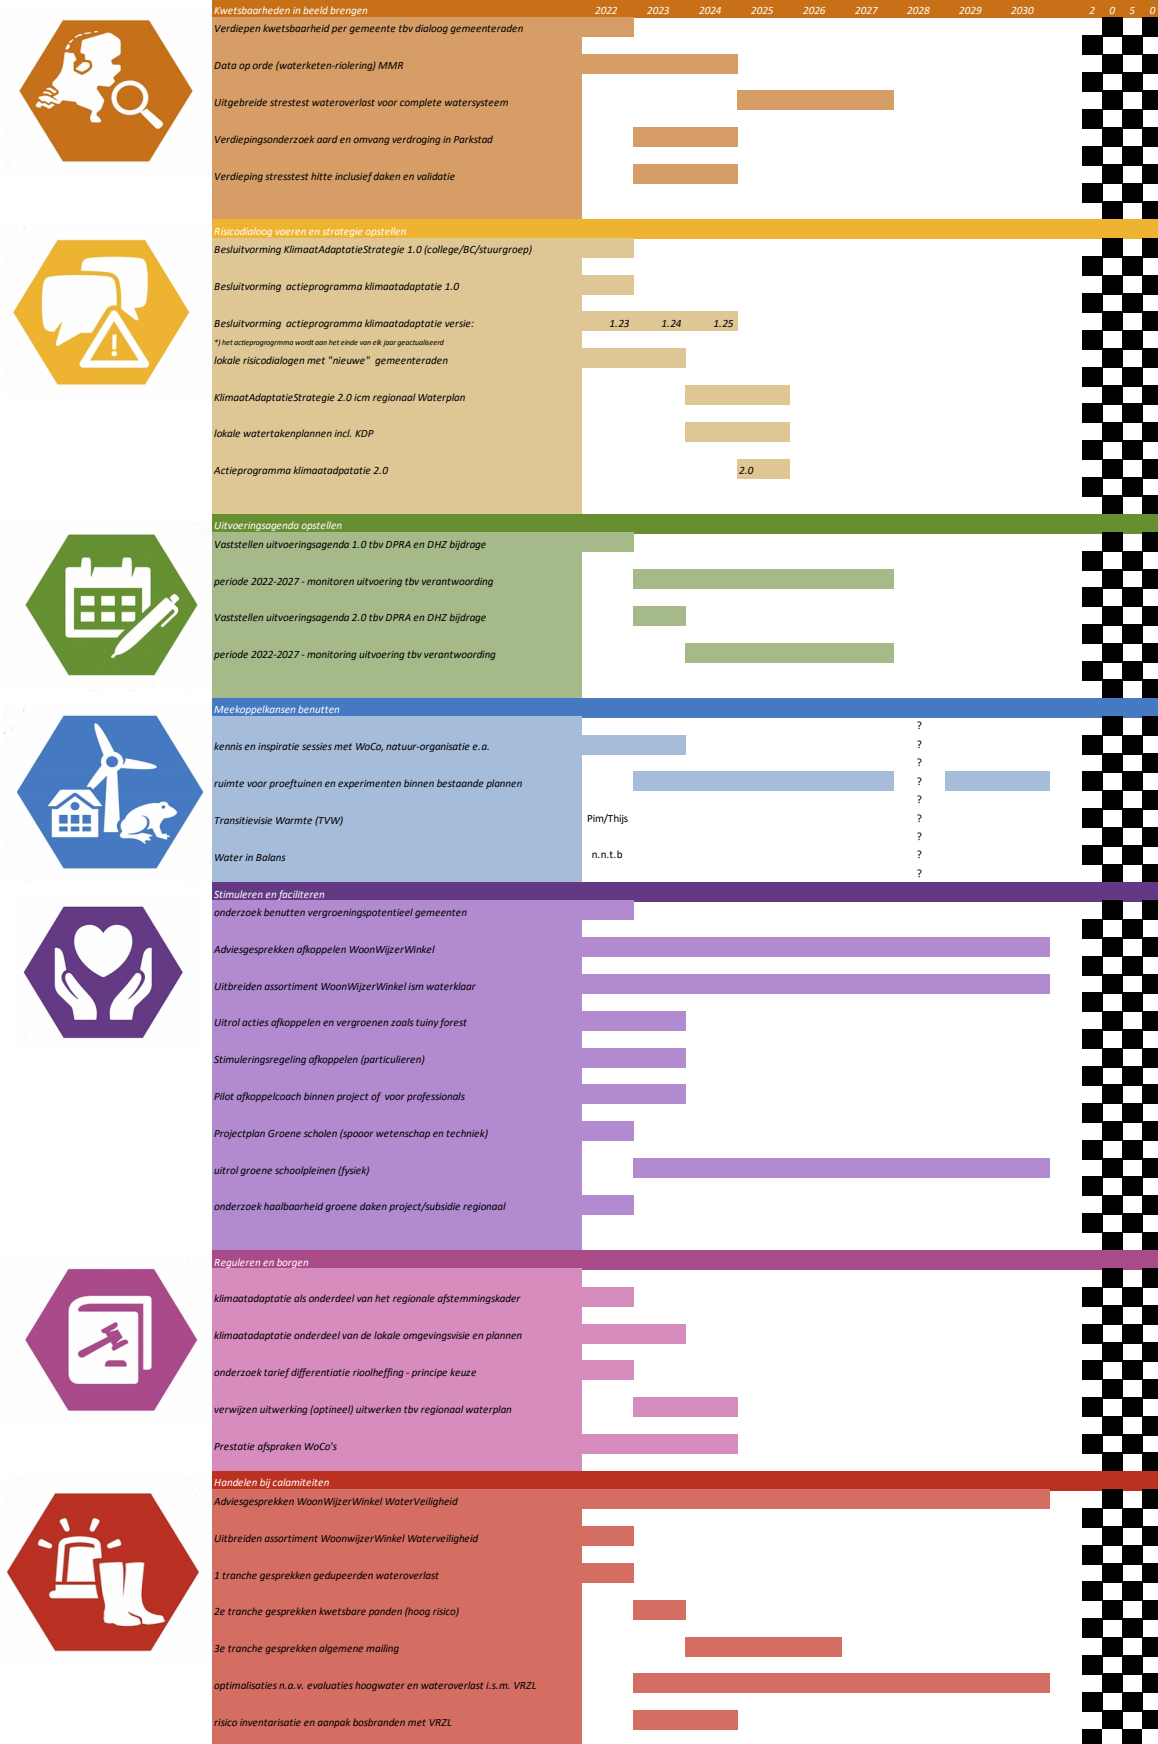 Kwetsbaarheden in beeld brengen 2022 2023 2024 2025 2026 2027 2028 2029 2030 2 0 5 0
Verdiepen kwetsbaarheid per gemeente tbv dialoog gemeenteraden
Data op orde (waterketen-riolering) MMR
Uitgebreide strestest wateroverlast voor complete watersysteem
Verdiepingsonderzoek aard en omvang verdroging in Parkstad
Verdieping stresstest hitte inclusief daken en validatie
Risicodialoog voeren en strategie opstellen
Besluitvorming KlimaatAdaptatieStrategie 1.0 (college/BC/stuurgroep)
Besluitvorming actieprogramma klimaatadaptatie 1.0
Besluitvorming actieprogramma klimaatadaptatie versie: 1.23 1.24 1.25
*) het actieprogrogrmma wordt aan het einde van elk jaar geactualiseerd
lokale risicodialogen met "nieuwe" gemeenteraden
KlimaatAdaptatieStrategie 2.0 icm regionaal Waterplan
lokale watertakenplannen incl. KDP
Actieprogramma klimaatadpatatie 2.0 2.0
Uitvoeringsagenda opstellen
Vaststellen uitvoeringsagenda 1.0 tbv DPRA en DHZ bijdrage
periode 2022-2027 - monitoren uitvoering tbv verantwoording
Vaststellen uitvoeringsagenda 2.0 tbv DPRA en DHZ bijdrage
periode 2022-2027 - monitoring uitvoering tbv verantwoording
Meekoppelkansen benutten
?
kennis en inspiratie sessies met WoCo, natuur-organisatie e.a. ?
?
ruimte voor proeftuinen en experimenten binnen bestaande plannen ?
?
Transitievisie Warmte (TVW) Pim/Thijs ?
?
Water in Balans n.n.t.b ?
?
Stimuleren en faciliteren
onderzoek benutten vergroeningspotentieel gemeenten
Adviesgesprekken afkoppelen WoonWijzerWinkel
Uitbreiden assortiment WoonWijzerWinkel ism waterklaar
Uitrol acties afkoppelen en vergroenen zoals tuiny forest
Stimuleringsregeling afkoppelen (particulieren)
Pilot afkoppelcoach binnen project of voor professionals
Projectplan Groene scholen (spooor wetenschap en techniek)
uitrol groene schoolpleinen (fysiek)
onderzoek haalbaarheid groene daken project/subsidie regionaal
Reguleren en borgen
klimaatadaptatie als onderdeel van het regionale afstemmingskader
klimaatadaptatie onderdeel van de lokale omgevingsvisie en plannen
onderzoek tarief differentiatie rioolheffing - principe keuze
verwijzen uitwerking (optineel) uitwerken tbv regionaal waterplan
Prestatie afspraken WoCo's
Handelen bij calamiteiten
Adviesgesprekken WoonWijzerWinkel WaterVeiligheid
Uitbreiden assortiment WoonwijzerWinkel Waterveiligheid
1 tranche gesprekken gedupeerden wateroverlast
2e tranche gesprekken kwetsbare panden (hoog risico)
3e tranche gesprekken algemene mailing
optimalisaties n.a.v. evaluaties hoogwater en wateroverlast i.s.m. VRZL
risico inventarisatie en aanpak bosbranden met VRZL